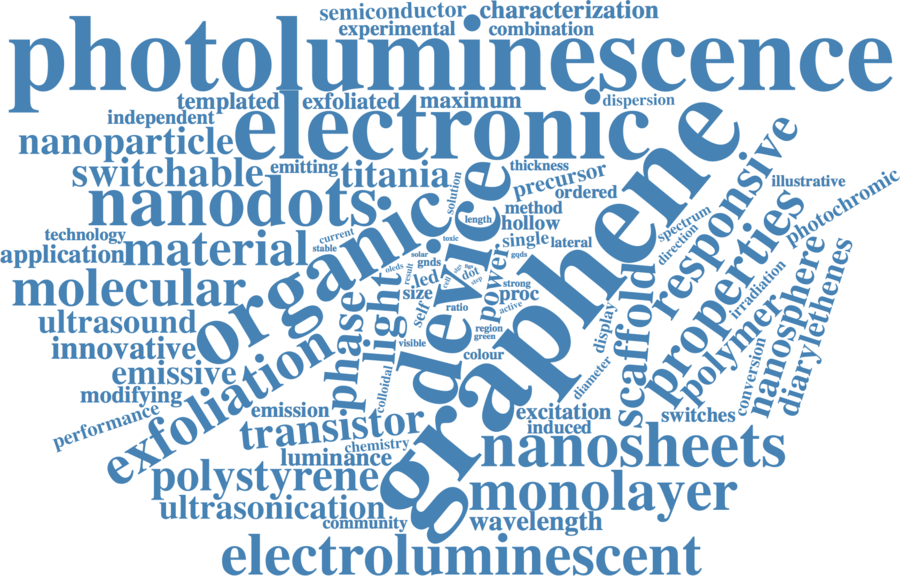 semiconductor
characterization
experimental
combination
photoluminescence
templated
exfoliated
maximum
dispersion
independent
electronic
nanoparticle
switchable
emitting
titania
thickness
precursor
ordered
illustrative
responsive
nanodots
solution
length
method
hollow
spectrum
photochromic
technology
application
material
organic
current
stable
toxic
single
lateral
direction
solar
gnds
gqds
molecular
oleds
result
led
cell
dot
step
power
strong
proc
size
self
ratio
active
device
graphene
scaffold
properties
irradiation
nanosphere
diarylethenes
ultrasound
phase
light
region
green
display
polymer
innovative
visible
colour
emissive
colloidal
diameter
conversion
modifying
performance
emission
exfoliation
transistor
excitation
induced
switches
chemistry
luminance
nanosheets
polystyrene
monolayer
ultrasonication
community
wavelength
electroluminescent